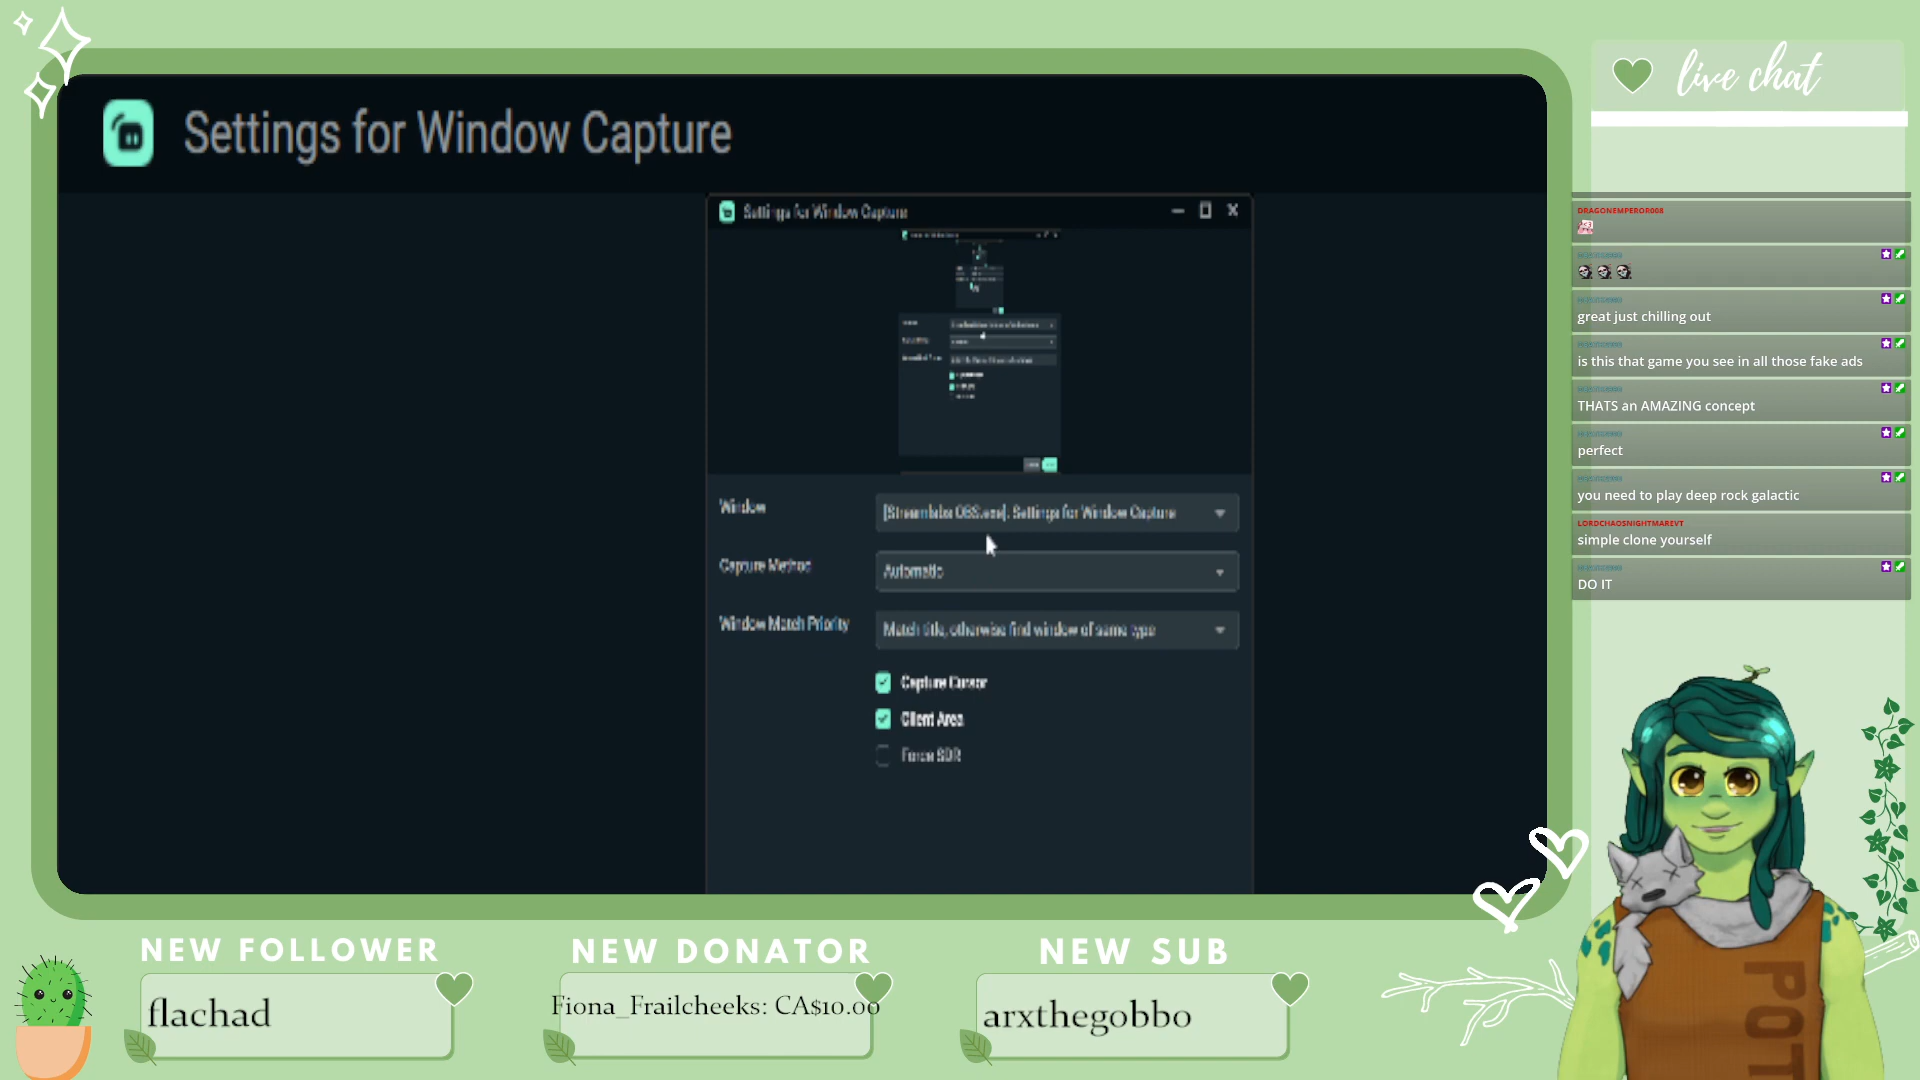 Settings for Window Capture
Settings for Window Capture
Window
[Streamlabs OBS.exe]: Settings for Window Capture
Capture Method
Automatic
Window Match Priority
Match title, otherwise find window of same type
Capture Cursor
Client Area
Force SDR
live chat
DRAGONEMPEROR008
great just chilling out
is this that game you see in all those fake ads
THATS an AMAZING concept
perfect
you need to play deep rock galactic
LORDCHAOSNIGHTMAREVT
simple clone yourself
DO IT
NEW FOLLOWER
flachad
NEW DONATOR
Fiona_Frailcheeks: CA$10.00
NEW SUB
arxthegobbo
POT